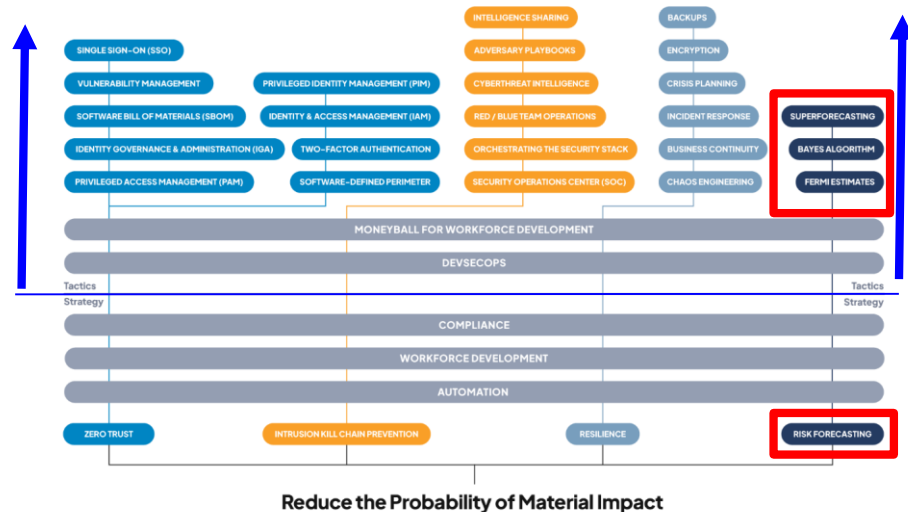 INTELLIGENCE SHARING
BACKUPS
SINGLE SIGN-ON (SSO)
ADVERSARY PLAYBOOKS
ENCRYPTION
VULNERABILITY MANAGEMENT
PRIVILEGED IDENTITY MANAGEMENT (PIM)
CYBERTHREAT INTELLIGENCE
CRISIS PLANNING
SOFTWARE BILL OF MATERIALS (SBOM)
IDENTITY & ACCESS MANAGEMENT (IAM)
RED / BLUE TEAM OPERATIONS
INCIDENT RESPONSE
SUPERFORECASTING
IDENTITY GOVERNANCE & ADMINISTRATION (IGA)
TWO-FACTOR AUTHENTICATION
ORCHESTRATING THE SECURITY STACK
BUSINESS CONTINUITY
BAYES ALGORITHM
PRIVILEGED ACCESS MANAGEMENT (PAM)
SOFTWARE-DEFINED PERIMETER
SECURITY OPERATIONS CENTER (SOC)
CHAOS ENGINEERING
FERMI ESTIMATES
MONEYBALL FOR WORKFORCE DEVELOPMENT
DEVSECOPS
Tactics
Tactics
Strategy
Strategy
COMPLIANCE
WORKFORCE DEVELOPMENT
AUTOMATION
ZERO TRUST
INTRUSION KILL CHAIN PREVENTION
RESILIENCE
RISK FORECASTING
Reduce the Probability of Material Impact